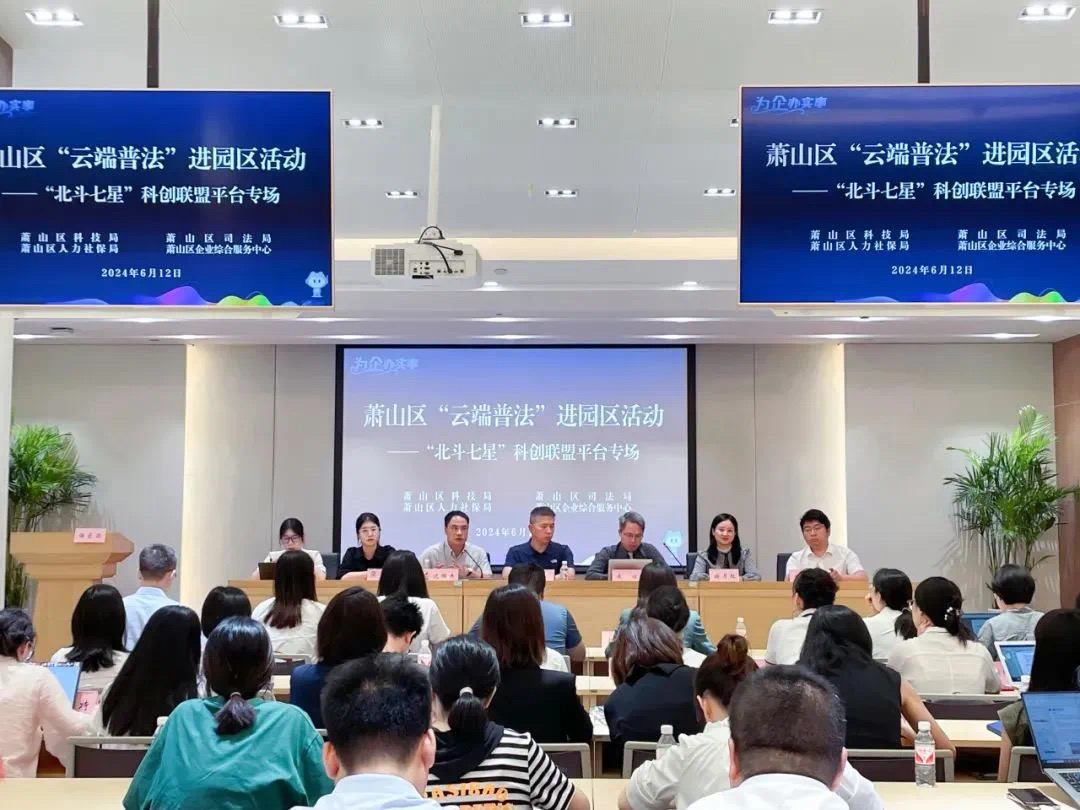 办实事
山区“云端普法”进园区活动
——“北斗七星”科创联盟平台专场
萧山区科技局 萧山区司法局
萧山区人力社保局 萧山区企业综合服务中心
2024年6月12日
为企办实事
萧山区“云端普法”进园区活
——“北斗七星”科创联盟平台专场
萧山区科技局 萧山区司法局
萧山区人力社保局 萧山区企业综合服务中心
2024年6月12日
为企办实事
萧山区“云端普法”进园区活动
——“北斗七星”科创联盟平台专场
萧山区科技局 萧山区司法局
萧山区人力社保局 萧山区企业综合服务中心
2024年6月